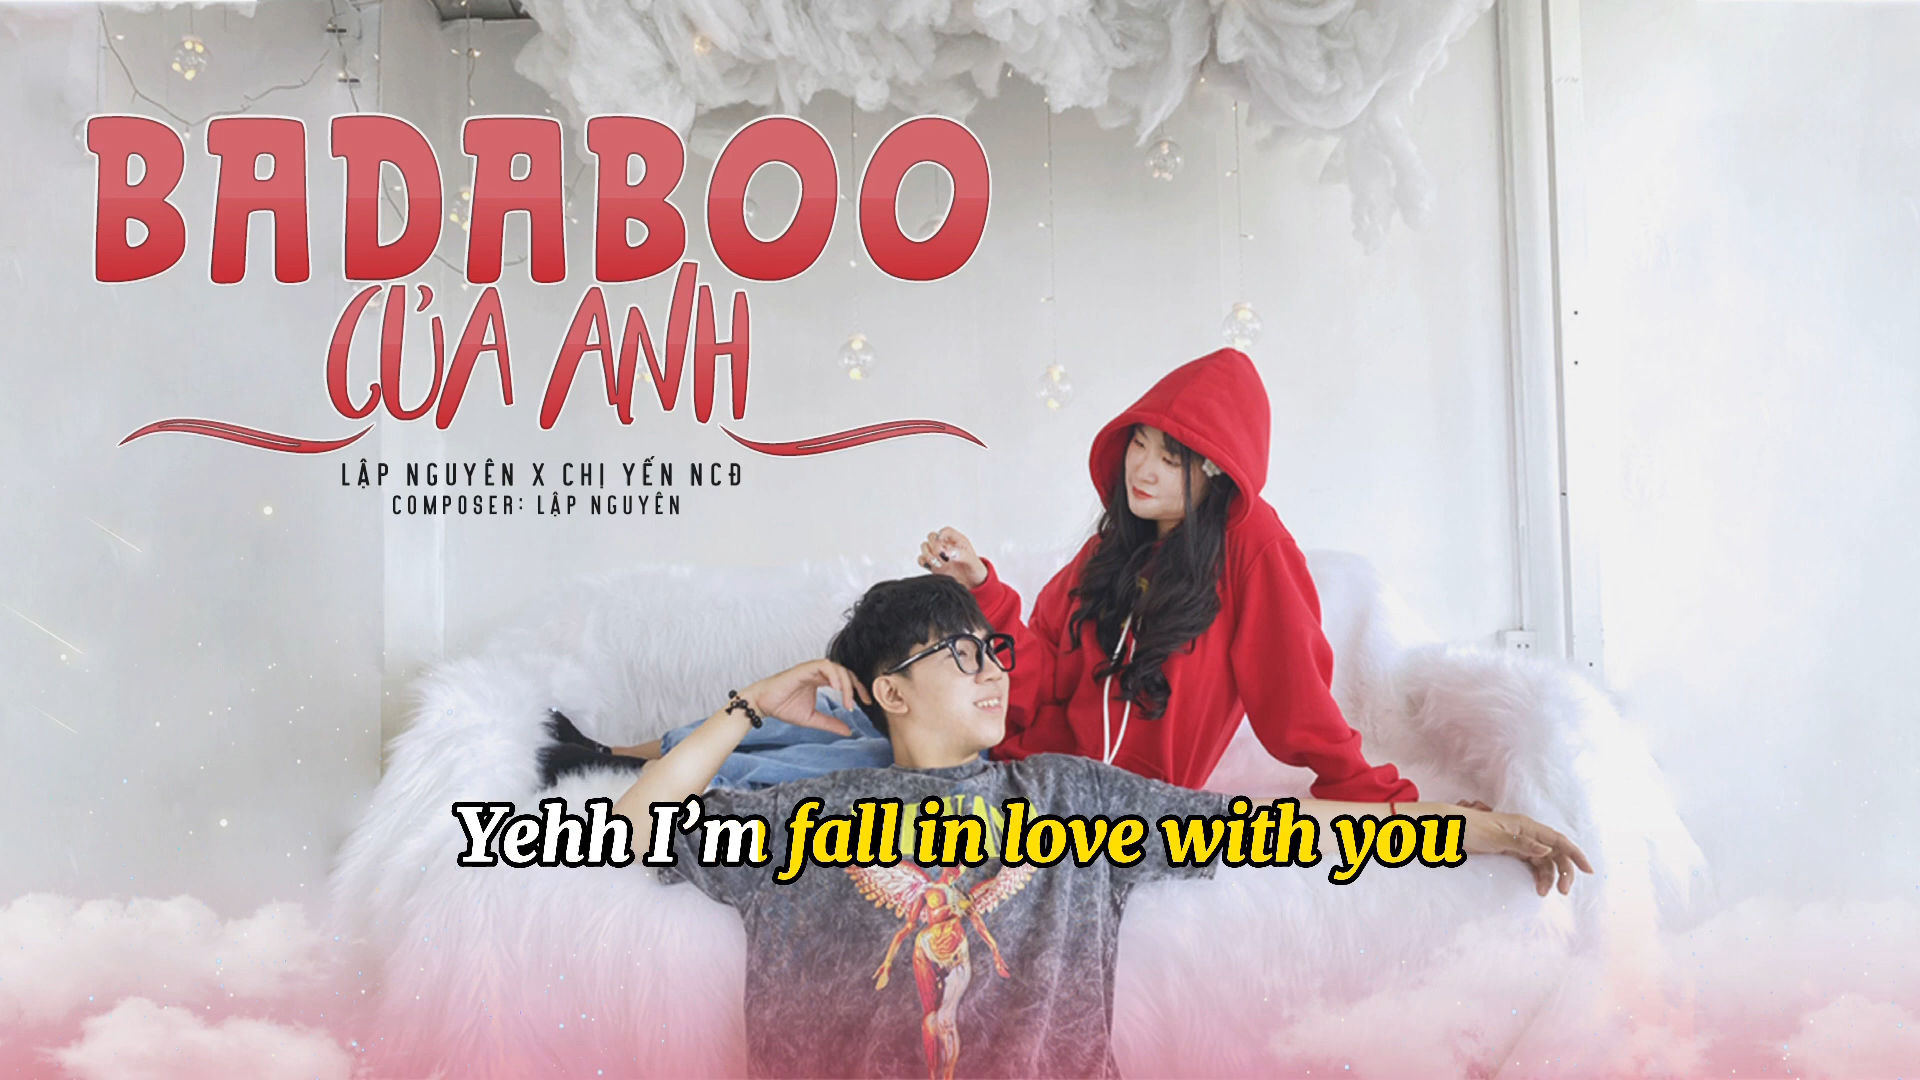 BADABOO
CỦA ANH
LẬP NGUYÊN X CHỊ YẾN NCĐ
COMPOSER: LẬP NGUYÊN
Yehh I’m fall in love with you